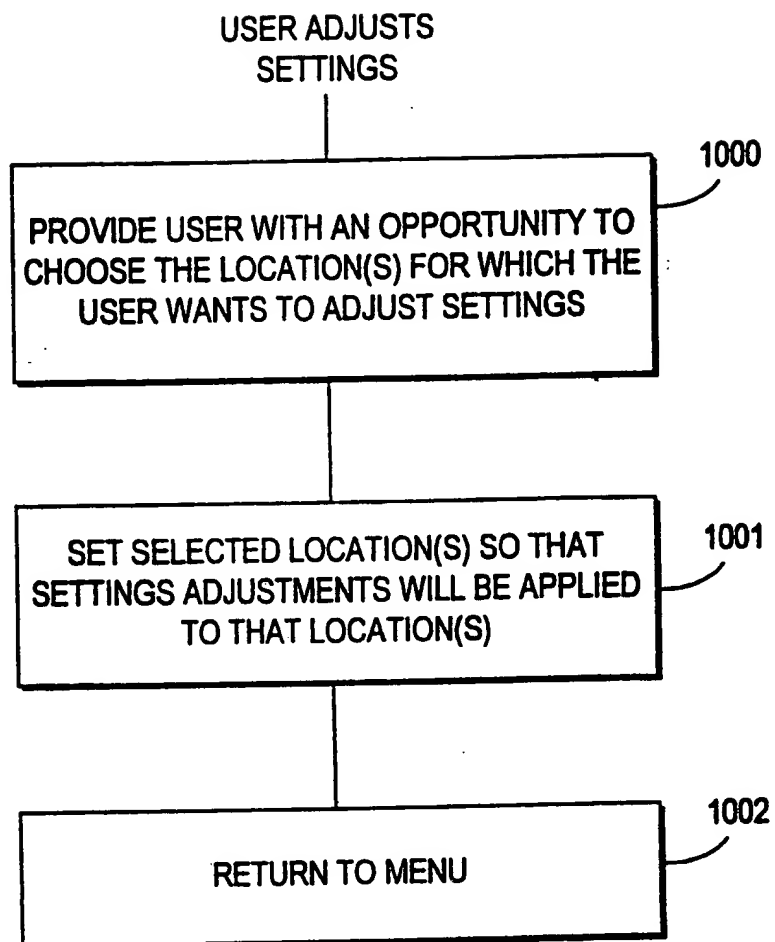 USER ADJUSTS
SETTINGS
1000
PROVIDE USER WITH AN OPPORTUNITY TO
CHOOSE THE LOCATION(S) FOR WHICH THE
USER WANTS TO ADJUST SETTINGS
1001
SET SELECTED LOCATION(S) SO THAT
SETTINGS ADJUSTMENTS WILL BE APPLIED
TO THAT LOCATION(S)
1002
RETURN TO MENU